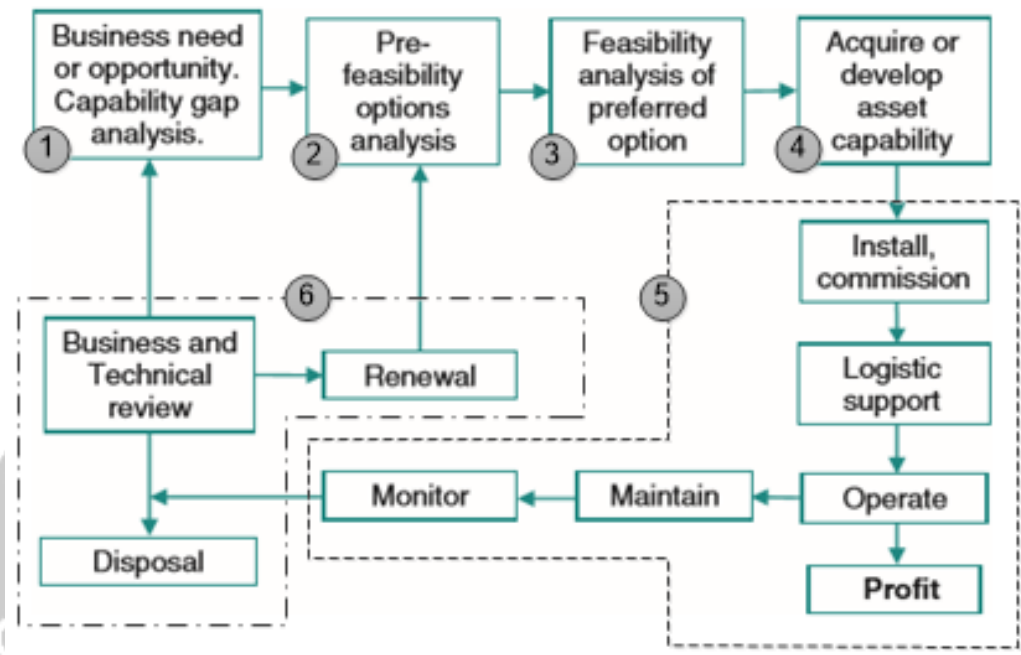 Business need
or opportunity.
Capability gap
analysis.
1
Pre-
feasibility
options
analysis
2
Feasibility
analysis of
preferred
option
3
Acquire or
develop
asset
capability
4
5
Install,
commission
Logistic
support
Operate
Profit
Maintain
Monitor
6
Business and
Technical
review
Renewal
Disposal